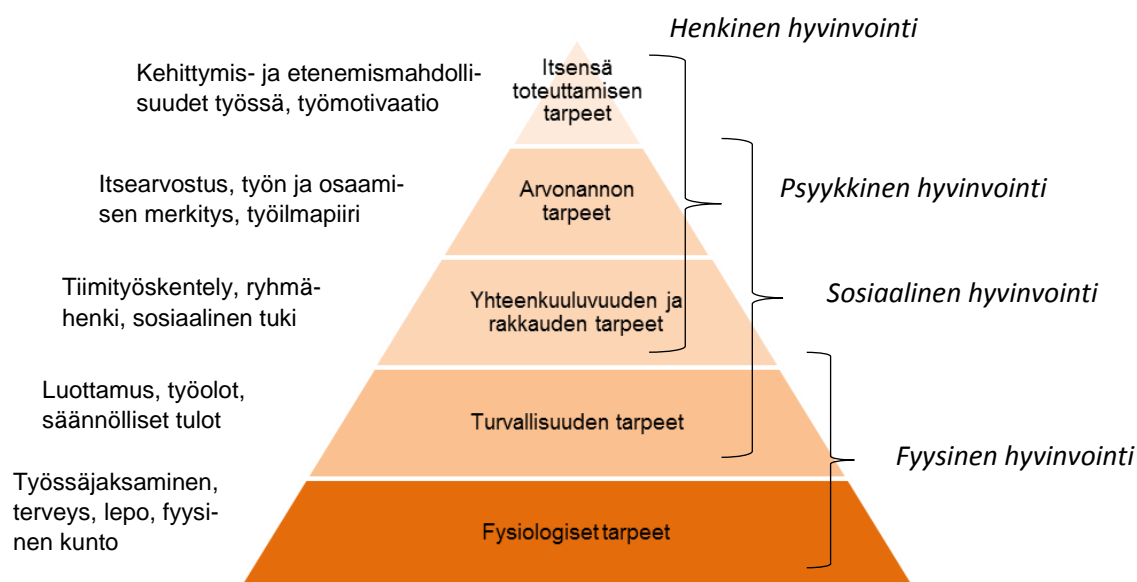 Henkinen hyvinvointi
Kehittymis- ja etenemismahdolli-
suudet työssä, työmotivaatio
Itsensä
toteuttamisen
tarpeet
Itsearvostus, työn ja osaami-
sen merkitys, työilmapiiri
Arvonannon
tarpeet
Psyykkinen hyvinvointi
Tiimityöskentely, ryhmä-
henki, sosiaalinen tuki
Yhteenkuuluvuuden ja
rakkauden tarpeet
Sosiaalinen hyvinvointi
Luottamus, työolot,
säännölliset tulot
Turvallisuuden tarpeet
Fyysinen hyvinvointi
Työssäjaksaminen,
terveys, lepo, fyysi-
nen kunto
Fysiologiset tarpeet